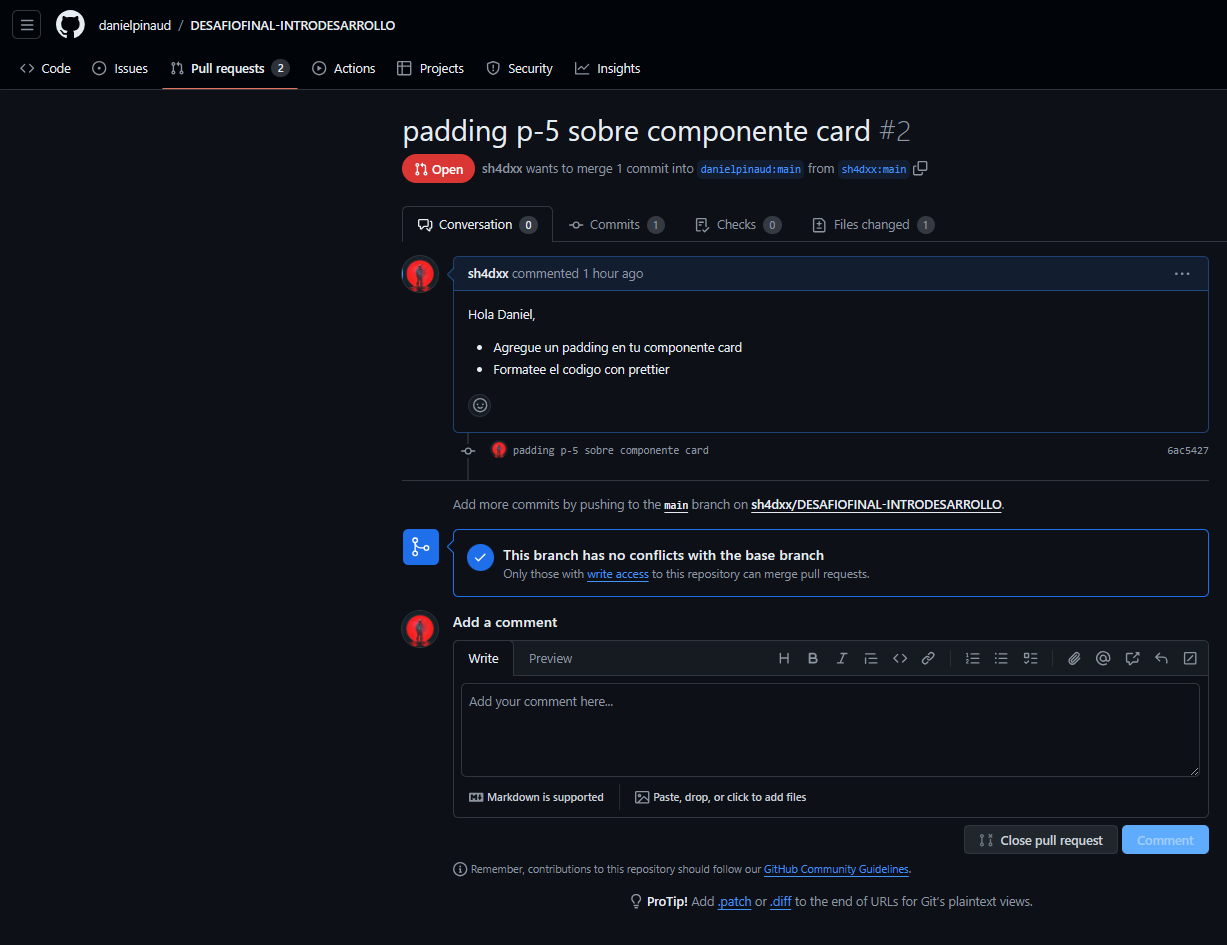 danielpinaud / DESAFIOFINAL-INTRODESARROLLO
Code Issues Pull requests 2 Actions Projects Security Insights
padding p-5 sobre componente card #2
Open sh4dxx wants to merge 1 commit into danielpinaud:main from sh4dxx:main
Conversation 0 Commits 1 Checks 0 Files changed 1
sh4dxx commented 1 hour ago
Hola Daniel,
• Agregue un padding en tu componente card
• Formatee el codigo con prettier
padding p-5 sobre componente card 6ac5427
Add more commits by pushing to the main branch on sh4dxx/DESAFIOFINAL-INTRODESARROLLO.
This branch has no conflicts with the base branch
Only those with write access to this repository can merge pull requests.
Add a comment
Write Preview
Add your comment here...
Markdown is supported Paste, drop, or click to add files
Close pull request Comment
Remember, contributions to this repository should follow our GitHub Community Guidelines.
ProTip! Add .patch or .diff to the end of URLs for Git's plaintext views.